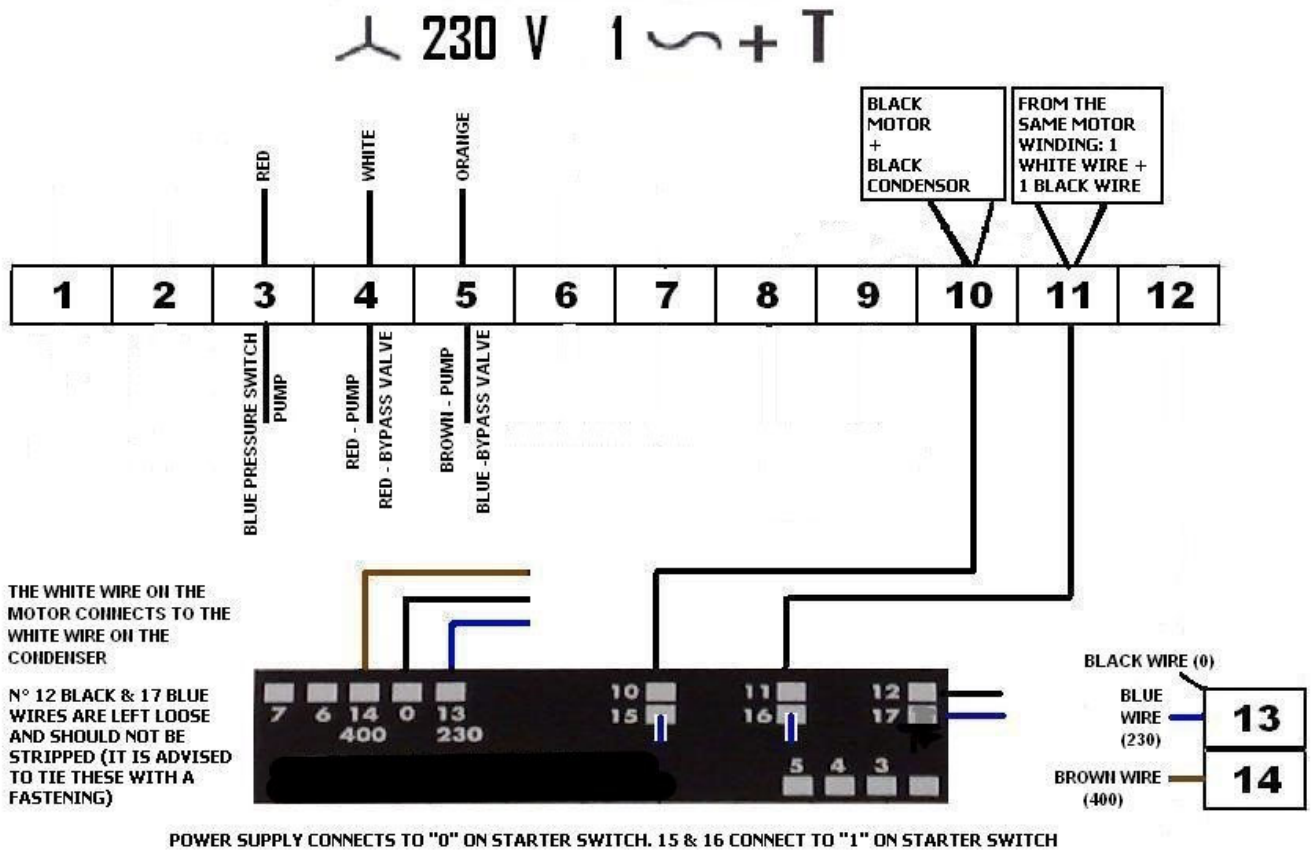 230 V 1 ~ + T
RED
WHITE
ORANGE
BLACK
MOTOR
+
BLACK
CONDENSOR
FROM THE
SAME MOTOR
WINDING: 1
WHITE WIRE +
1 BLACK WIRE
1 2 3 4 5 6 7 8 9 10 11 12
BLUE PRESSURE SWITCH
PUMP
RED - PUMP
RED - BYPASS VALVE
BROWN - PUMP
BLUE -BYPASS VALVE
THE WHITE WIRE ON THE
MOTOR CONNECTS TO THE
WHITE WIRE ON THE
CONDENSER
N° 12 BLACK & 17 BLUE
WIRES ARE LEFT LOOSE
AND SHOULD NOT BE
STRIPPED (IT IS ADVISED
TO TIE THESE WITH A
FASTENING)
7 6 14 0 13
400 230
10
15
11
16
12
17
5 4 3
BLACK WIRE (0)
BLUE
WIRE
(230)
13
BROWN WIRE
(400)
14
POWER SUPPLY CONNECTS TO "0" ON STARTER SWITCH. 15 & 16 CONNECT TO "1" ON STARTER SWITCH